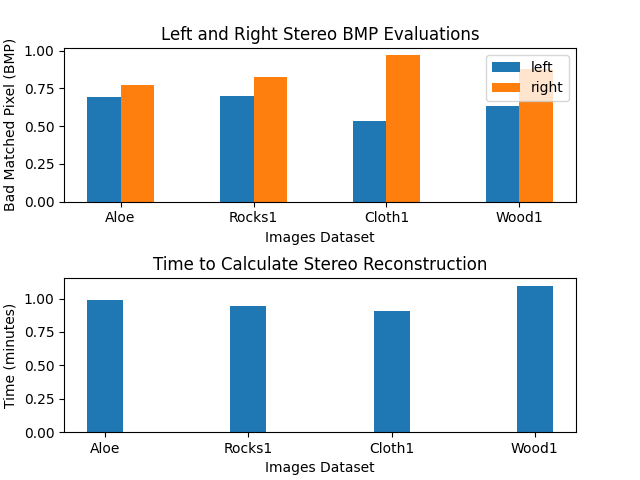 Left and Right Stereo BMP Evaluations
Bad Matched Pixel (BMP)
1.00
0.75
0.50
0.25
0.00
left
right
Aloe Rocks1 Cloth1 Wood1
Images Dataset
Time to Calculate Stereo Reconstruction
Time (minutes)
1.00
0.75
0.50
0.25
0.00
Aloe Rocks1 Cloth1 Wood1
Images Dataset